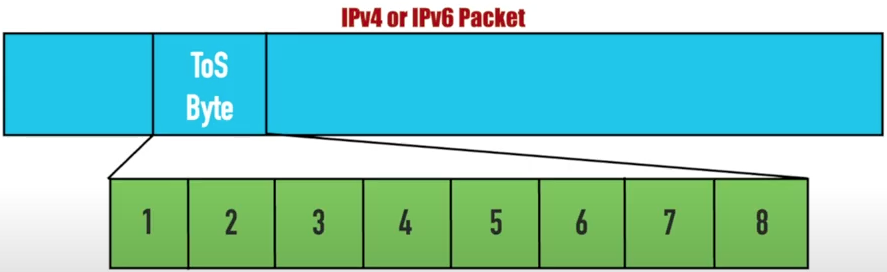 IPv4 or IPv6 Packet
ToS
Byte
1 2 3 4 5 6 7 8